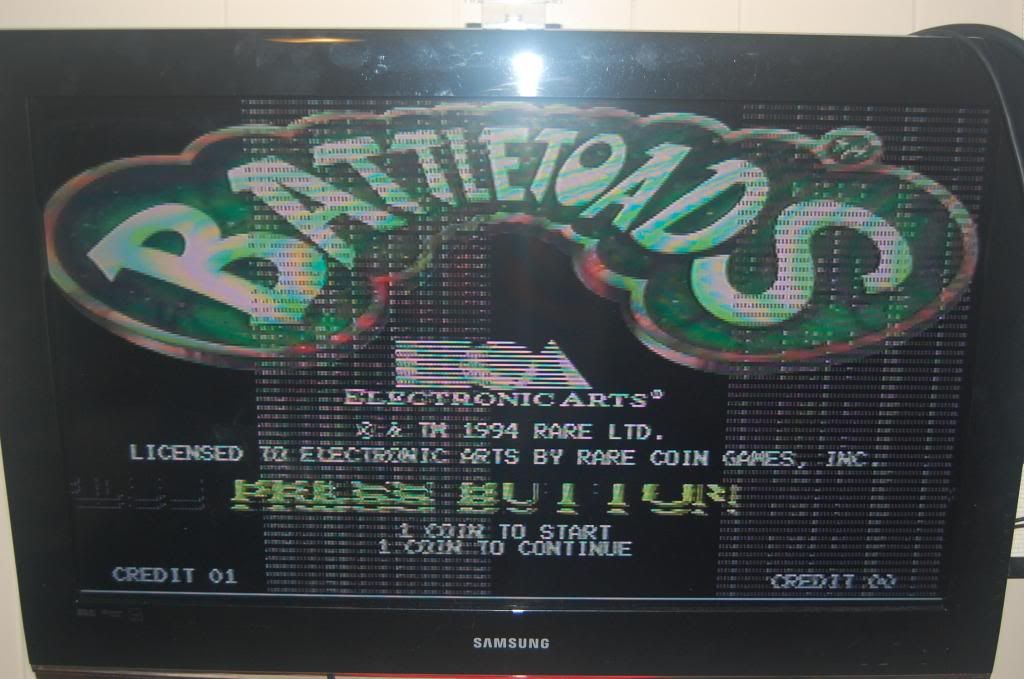 BATTLETOADS
ELECTRONIC ARTS®
© & TM 1994 RARE LTD.
LICENSED TO ELECTRONIC ARTS BY RARE COIN GAMES, INC.
PRESS BUTTON
1 COIN TO START
1 COIN TO CONTINUE
CREDIT 01 CREDIT 00
SAMSUNG